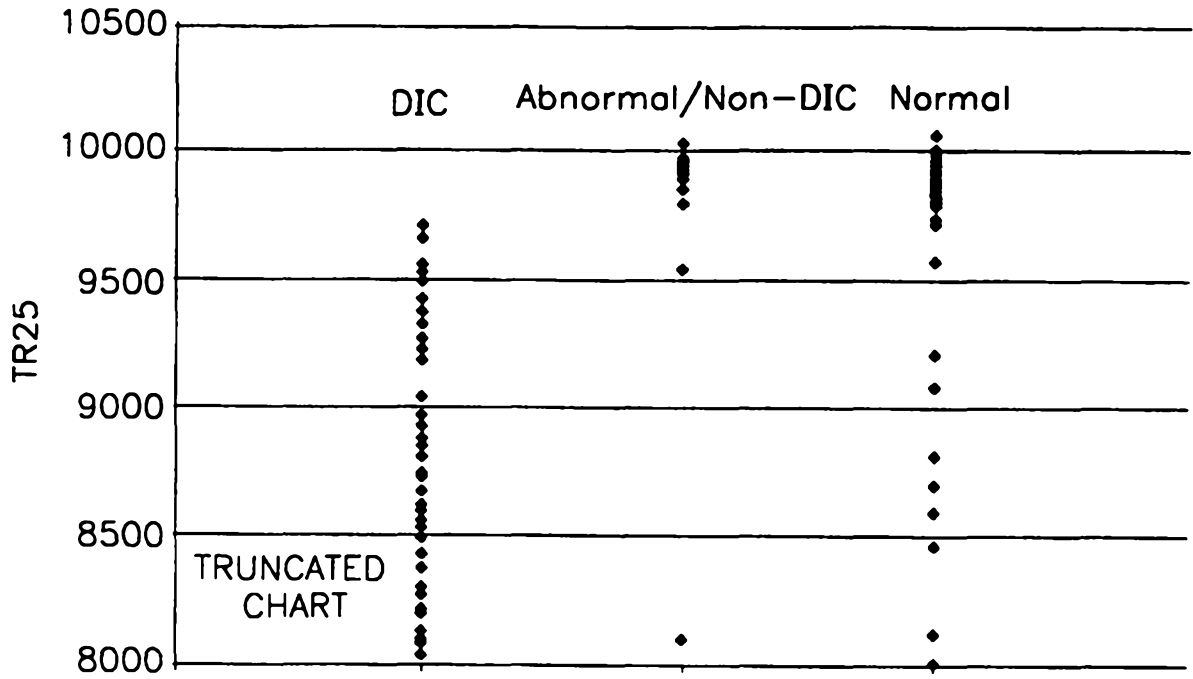 10500
DIC Abnormal/Non-DIC Normal
10000
9500
TR25
9000
8500
TRUNCATED
CHART
8000